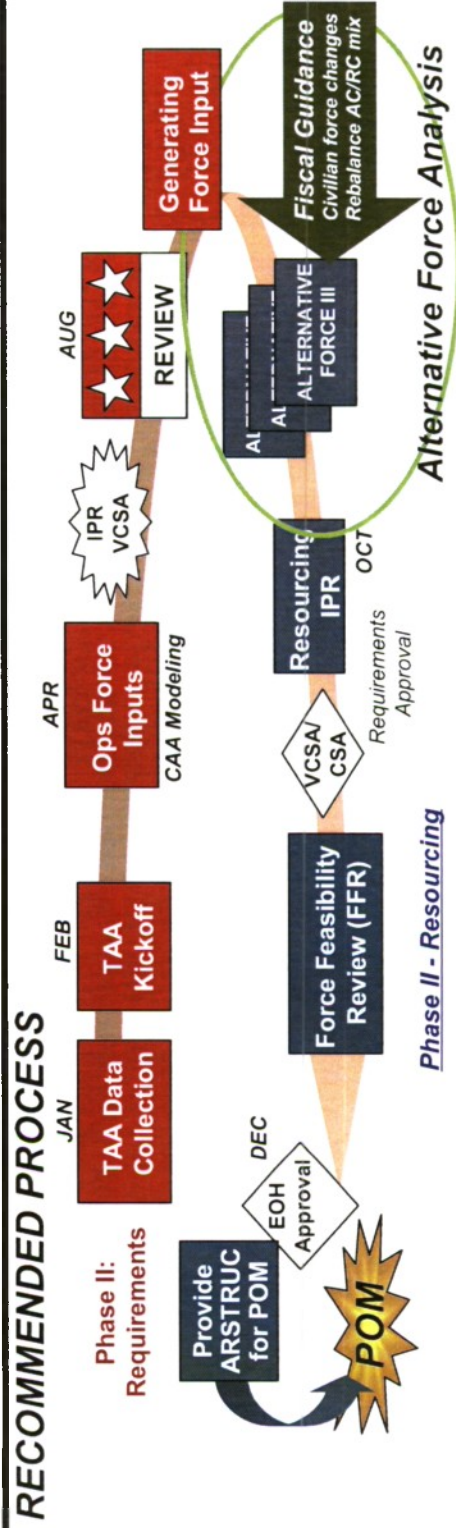 RECOMMENDED PROCESS
JAN
FEB
APR
AUG
TAA Data
Collection
TAA
Kickoff
Ops Force
Inputs
CAA Modeling
IPR
VCSA
REVIEW
Generating
Force Input
Phase II:
Requirements
Fiscal Guidance
Civilian force changes
Rebalance AC/RC mix
AL
AL
ALTERNATIVE
FORCE III
Alternative Force Analysis
Resourcing
IPR
OCT
VCSA/
CSA
Requirements
Approval
Force Feasibility
Review (FFR)
Phase II - Resourcing
DEC
EOH
Approval
Provide
ARSTRUC
for POM
POM